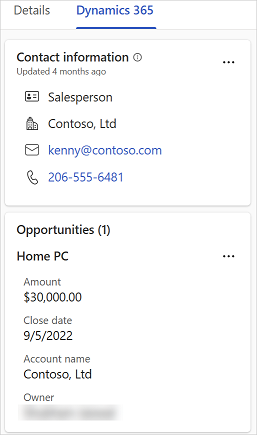 Details
Dynamics 365
Contact information
Updated 4 months ago
Salesperson
Contoso, Ltd
kenny@contoso.com
206-555-6481
Opportunities (1)
Home PC
Amount
$30,000.00
Close date
9/5/2022
Account name
Contoso, Ltd
Owner